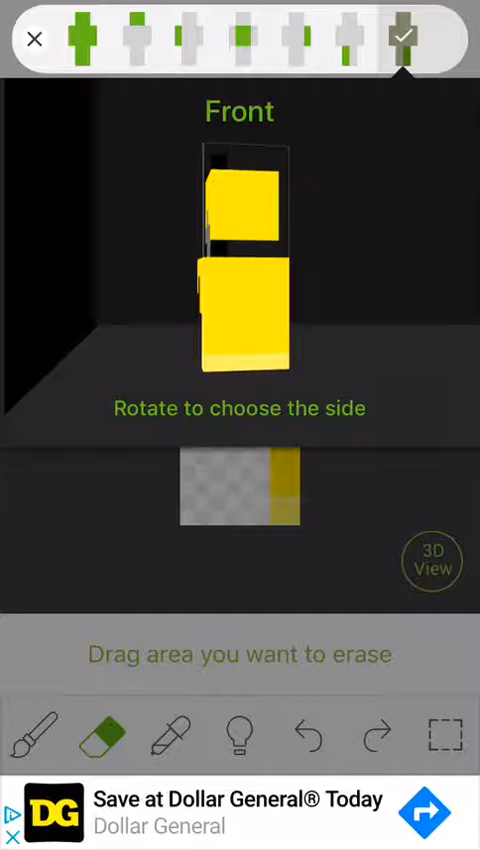 Front
Rotate to choose the side
3D
View
Drag area you want to erase
DG
Save at Dollar General® Today
Dollar General